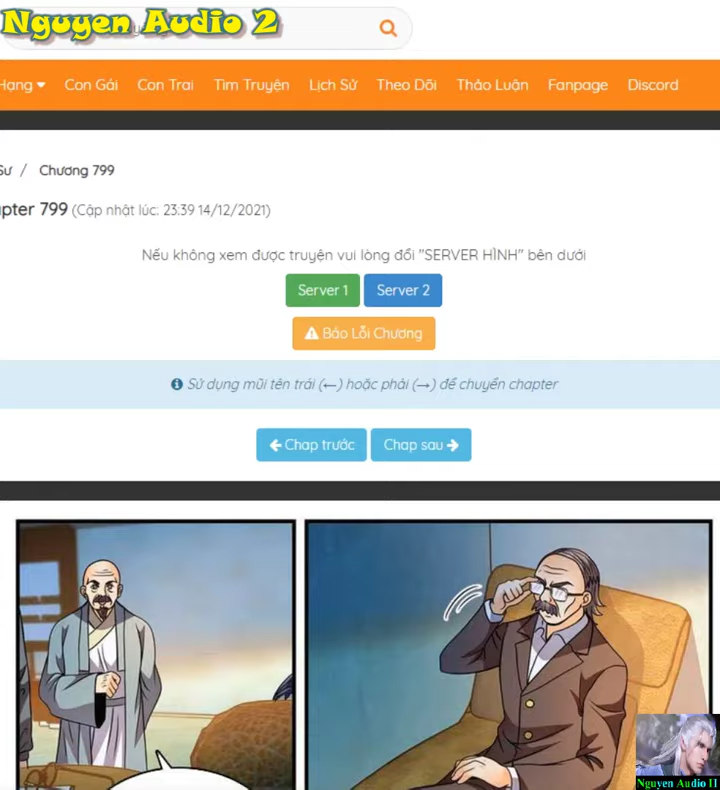 Nguyen Audio 2
Hạng
Con Gái
Con Trai
Tìm Truyện
Lịch Sử
Theo Dõi
Thảo Luận
Fanpage
Discord
Sư / Chương 799
pter 799 (Cập nhật lúc: 23:39 14/12/2021)
Nếu không xem được truyện vui lòng đổi "SERVER HÌNH" bên dưới
Server 1
Server 2
Báo Lỗi Chương
Sử dụng mũi tên trái (←) hoặc phải (→) để chuyển chapter
Chap trước
Chap sau
Nguyen Audio II